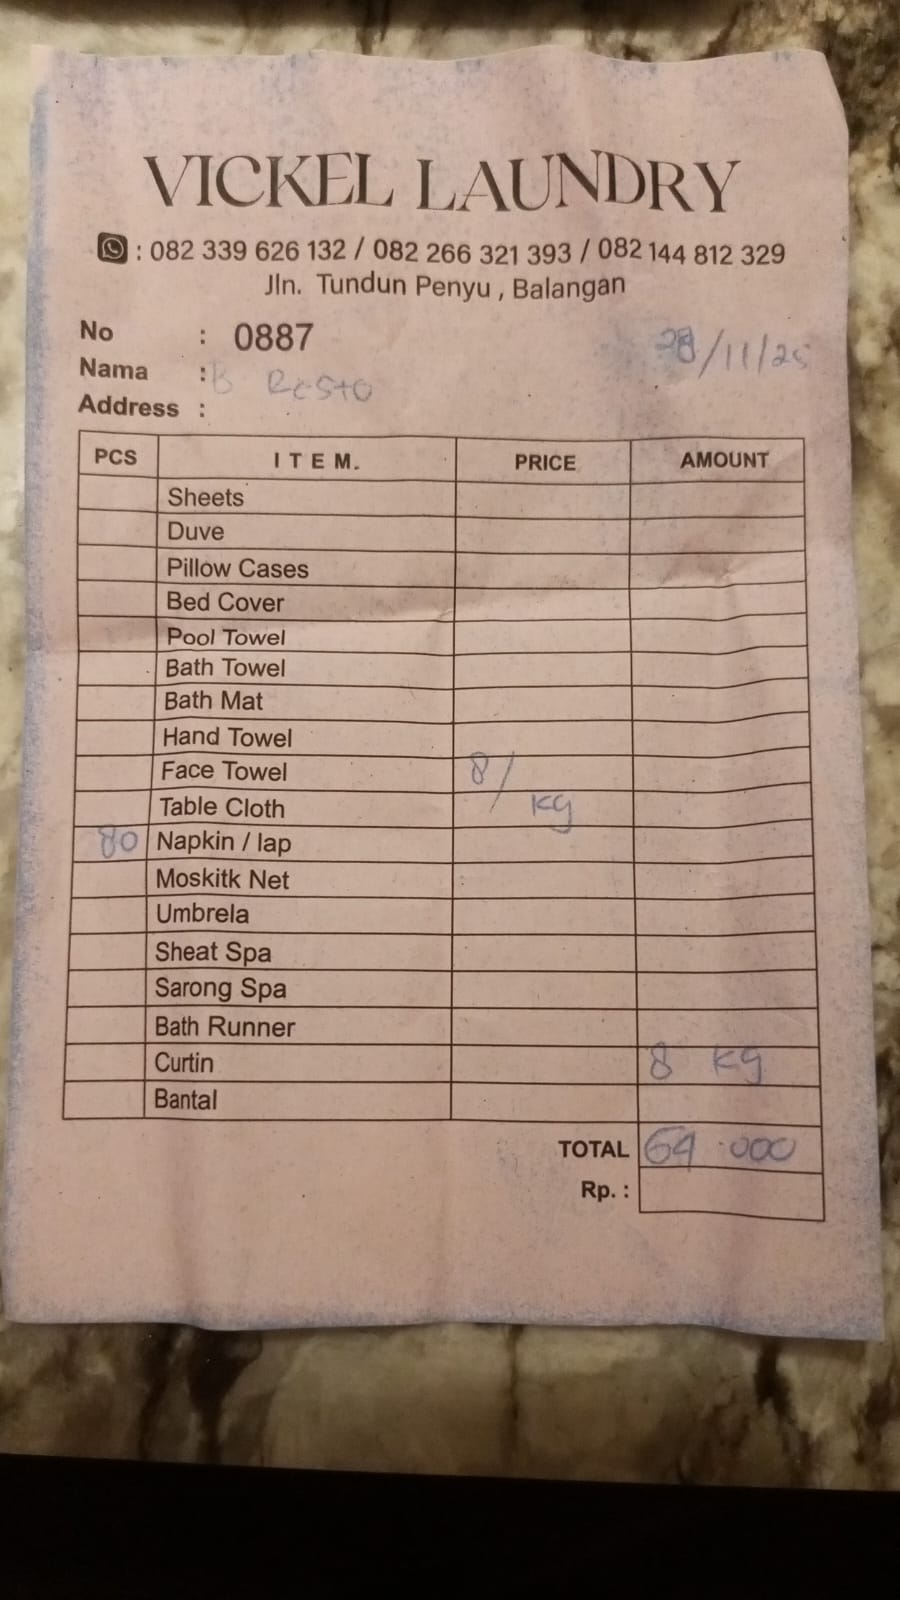 VICKEL LAUNDRY
: 082 339 626 132 / 082 266 321 393 / 082 144 812 329
Jln. Tundun Penyu , Balangan
No : 0887
28/11/25
Nama : B Resto
Address :
PCS ITEM. PRICE AMOUNT
Sheets
Duve
Pillow Cases
Bed Cover
Pool Towel
Bath Towel
Bath Mat
Hand Towel
Face Towel 8/
Table Cloth kg
80 Napkin / lap
Moskitk Net
Umbrela
Sheat Spa
Sarong Spa
Bath Runner
Curtin 8 kg
Bantal
TOTAL 64.000
Rp. :